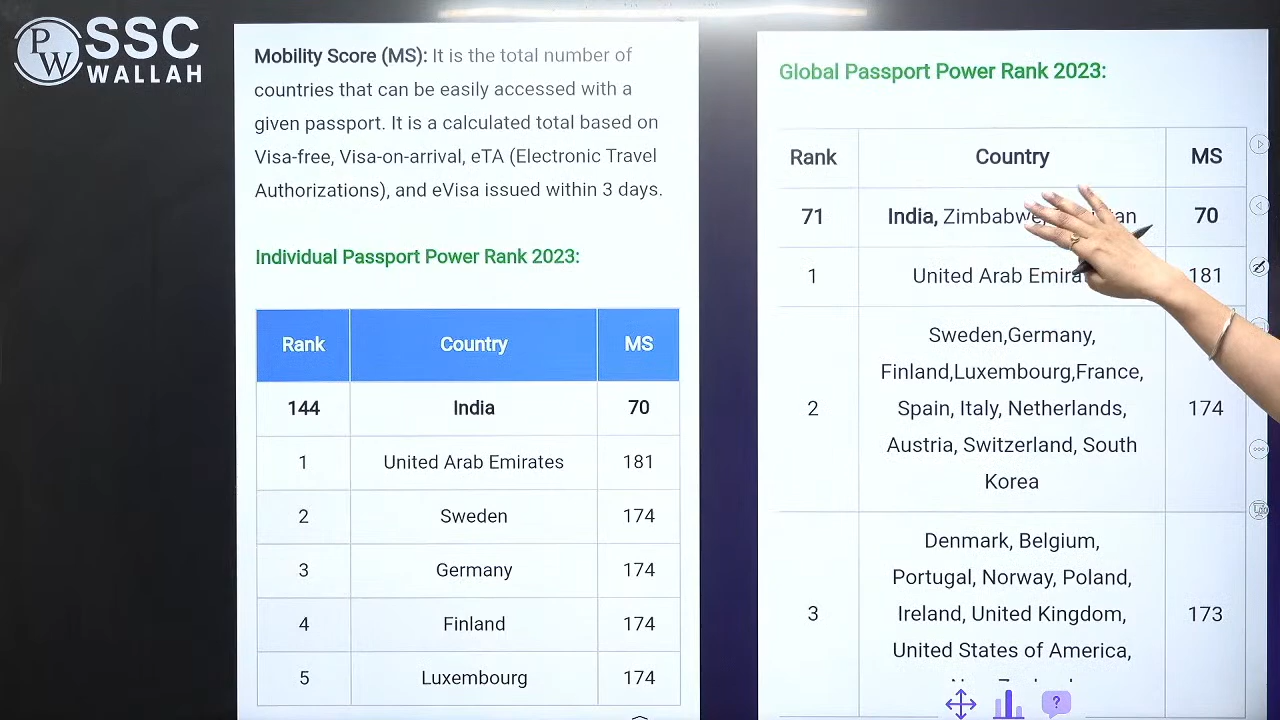 PW
SSC
WALLAH
Mobility Score (MS): It is the total number of
countries that can be easily accessed with a
given passport. It is a calculated total based on
Visa-free, Visa-on-arrival, eTA (Electronic Travel
Authorizations), and eVisa issued within 3 days.
Individual Passport Power Rank 2023:
Rank Country MS
144 India 70
1 United Arab Emirates 181
2 Sweden 174
3 Germany 174
4 Finland 174
5 Luxembourg 174
Global Passport Power Rank 2023:
Rank Country MS
71 India, Zimbabwe, 70
1 United Arab 181
Sweden,Germany,
Finland,Luxembourg,France,
2 Spain, Italy, Netherlands, 174
Austria, Switzerland, South
Korea
Denmark, Belgium,
Portugal, Norway, Poland,
3 Ireland, United Kingdom, 173
United States of America,
?